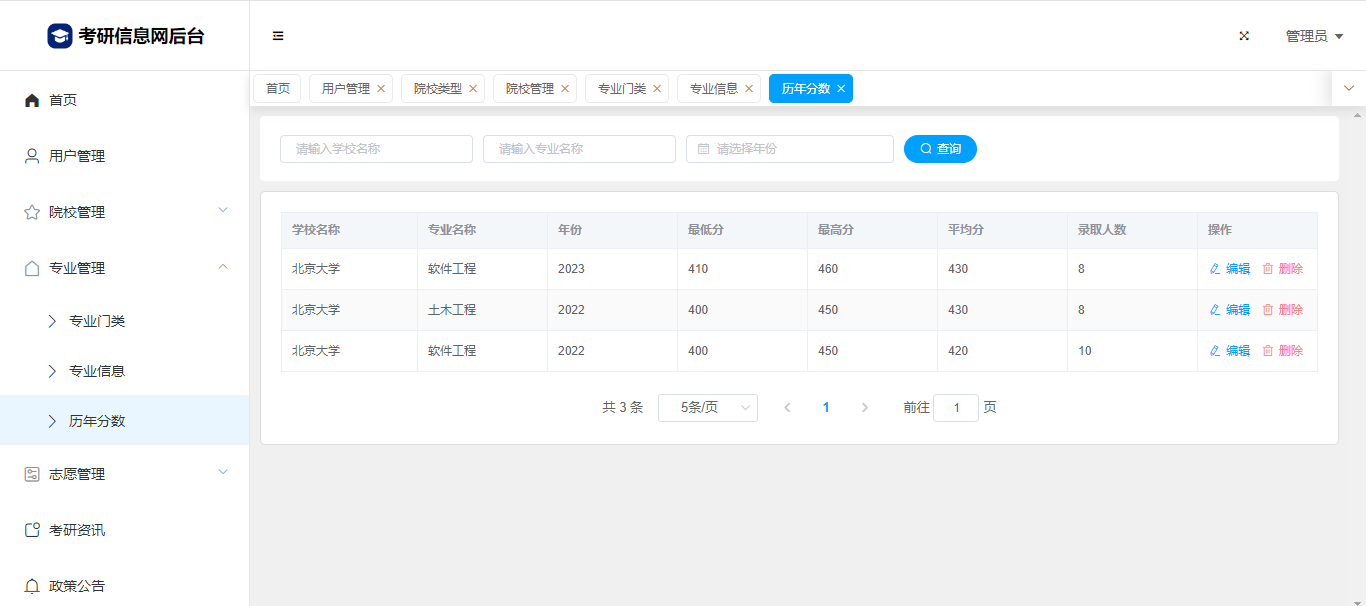 考研信息网后台
管理员
首页
用户管理
院校管理
专业管理
专业门类
专业信息
历年分数
志愿管理
考研资讯
政策公告
首页 用户管理 院校类型 院校管理 专业门类 专业信息 历年分数
请输入学校名称 请输入专业名称 请选择年份 查询
学校名称 专业名称 年份 最低分 最高分 平均分 录取人数 操作
北京大学 软件工程 2023 410 460 430 8 编辑 删除
北京大学 土木工程 2022 400 450 430 8 编辑 删除
北京大学 软件工程 2022 400 450 420 10 编辑 删除
共 3 条 5条/页 1 前往 1 页